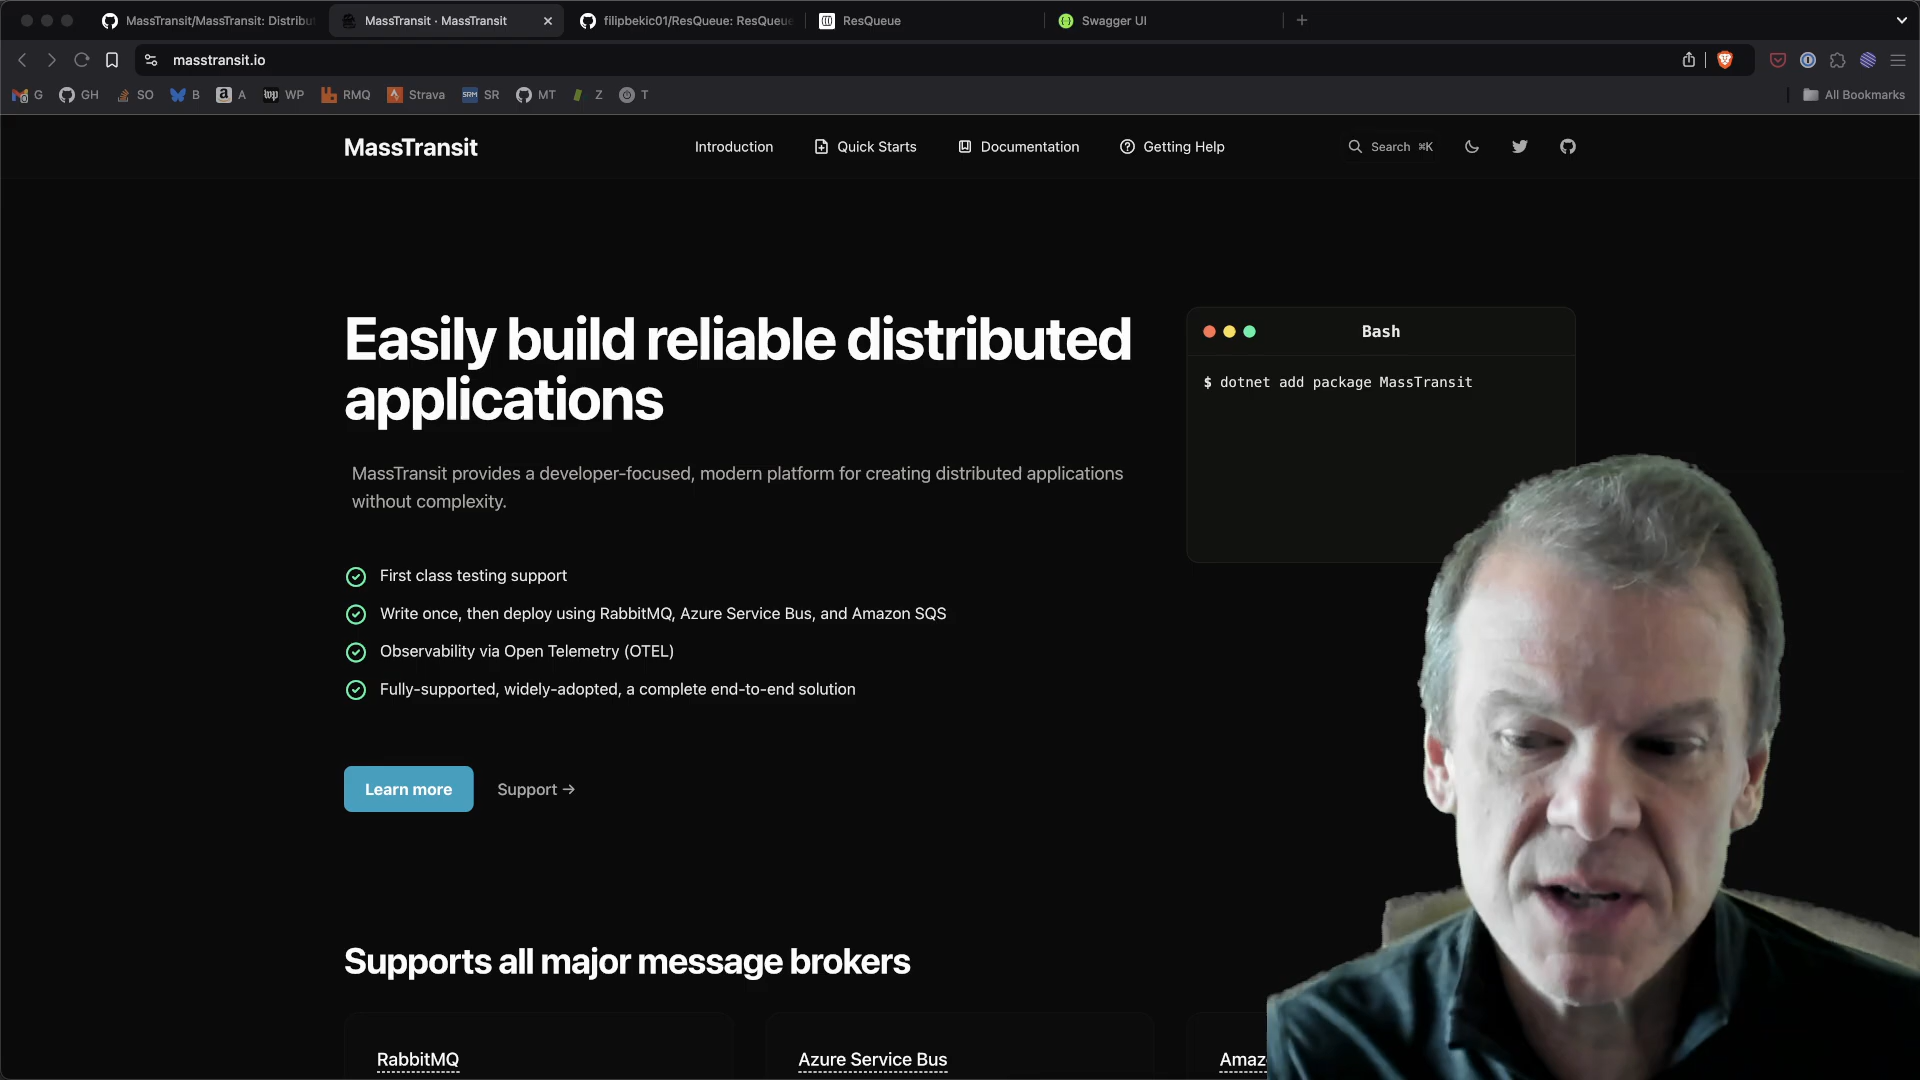 MassTransit/MassTransit: Distribut
MassTransit · MassTransit
filipbekic01/ResQueue: ResQueue
ResQueue
Swagger UI
masstransit.io
G
GH
SO
B
A
WP
RMQ
Strava
SR
MT
Z
T
All Bookmarks
MassTransit
Introduction
Quick Starts
Documentation
Getting Help
Search ⌘K
Easily build reliable distributed
applications
Bash
$ dotnet add package MassTransit
MassTransit provides a developer-focused, modern platform for creating distributed applications
without complexity.
First class testing support
Write once, then deploy using RabbitMQ, Azure Service Bus, and Amazon SQS
Observability via Open Telemetry (OTEL)
Fully-supported, widely-adopted, a complete end-to-end solution
Learn more
Support →
Supports all major message brokers
RabbitMQ
Azure Service Bus
Amaz